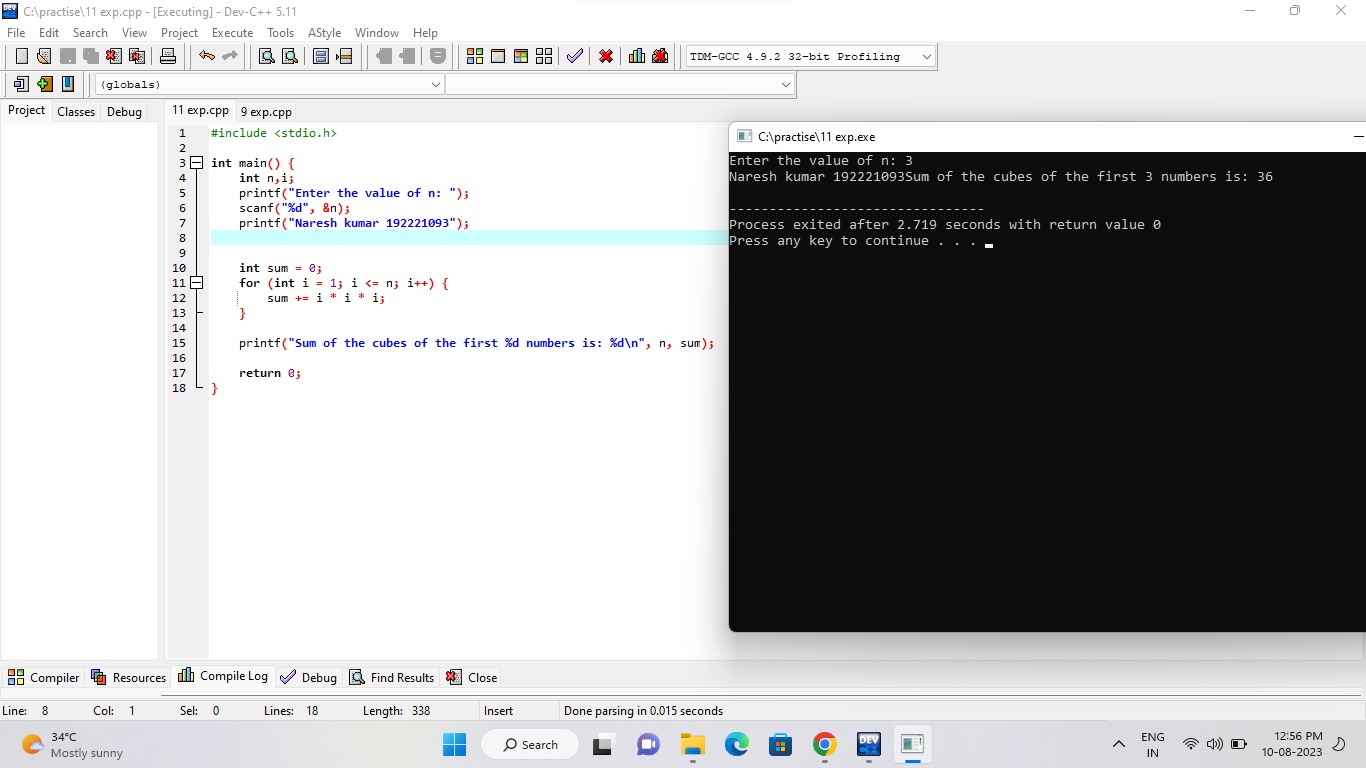 C:\practise\11 exp.cpp - [Executing] - Dev-C++ 5.11
File Edit Search View Project Execute Tools AStyle Window Help
TDM-GCC 4.9.2 32-bit Profiling
(globals)
Project Classes Debug
11 exp.cpp 9 exp.cpp
1 #include <stdio.h>
2
3 int main() {
4 int n,i;
5 printf("Enter the value of n: ");
6 scanf("%d", &n);
7 printf("Naresh kumar 192221093");
8
9
10 int sum = 0;
11 for (int i = 1; i <= n; i++) {
12 sum += i * i * i;
13 }
14
15 printf("Sum of the cubes of the first %d numbers is: %d\n", n, sum);
16
17 return 0;
18 }
C:\practise\11 exp.exe
Enter the value of n: 3
Naresh kumar 192221093Sum of the cubes of the first 3 numbers is: 36
--------------------------------
Process exited after 2.719 seconds with return value 0
Press any key to continue . . .
Compiler Resources Compile Log Debug Find Results Close
Line: 8 Col: 1 Sel: 0 Lines: 18 Length: 338 Insert Done parsing in 0.015 seconds
34°C
Mostly sunny
Search
DEV
ENG
IN
12:56 PM
10-08-2023